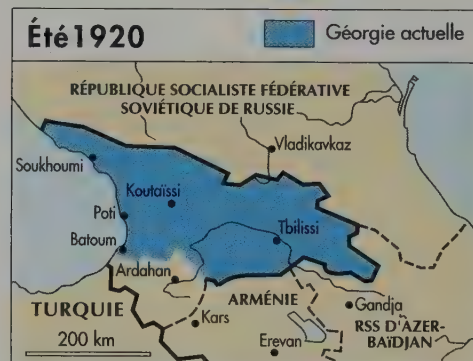 Été 1920
Géorgie actuelle
RÉPUBLIQUE SOCIALISTE FÉDÉRATIVE
SOVIÉTIQUE DE RUSSIE
Vladikavkaz
Soukhoumi
Koutaïssi
Poti
Tbilissi
Batoum
Ardahan
ARMÉNIE
TURQUIE
Gandja
Kars
RSS D'AZER-
BAÏDJAN
200 km
Erevan